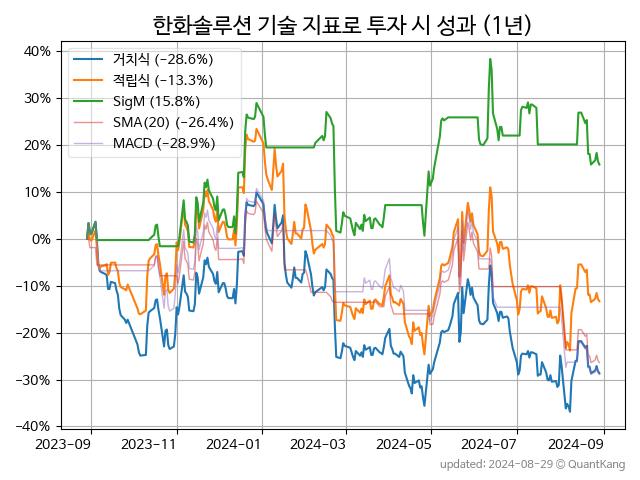 한화솔루션 기술 지표로 투자 시 성과 (1년)
거치식 (−28.6%)
적립식 (−13.3%)
SigM (15.8%)
SMA(20) (−26.4%)
MACD (−28.9%)
40%
30%
20%
10%
0%
−10%
−20%
−30%
−40%
2023−09 2023−11 2024−01 2024−03 2024−05 2024−07 2024−09
updated: 2024-08-29 © QuantKang